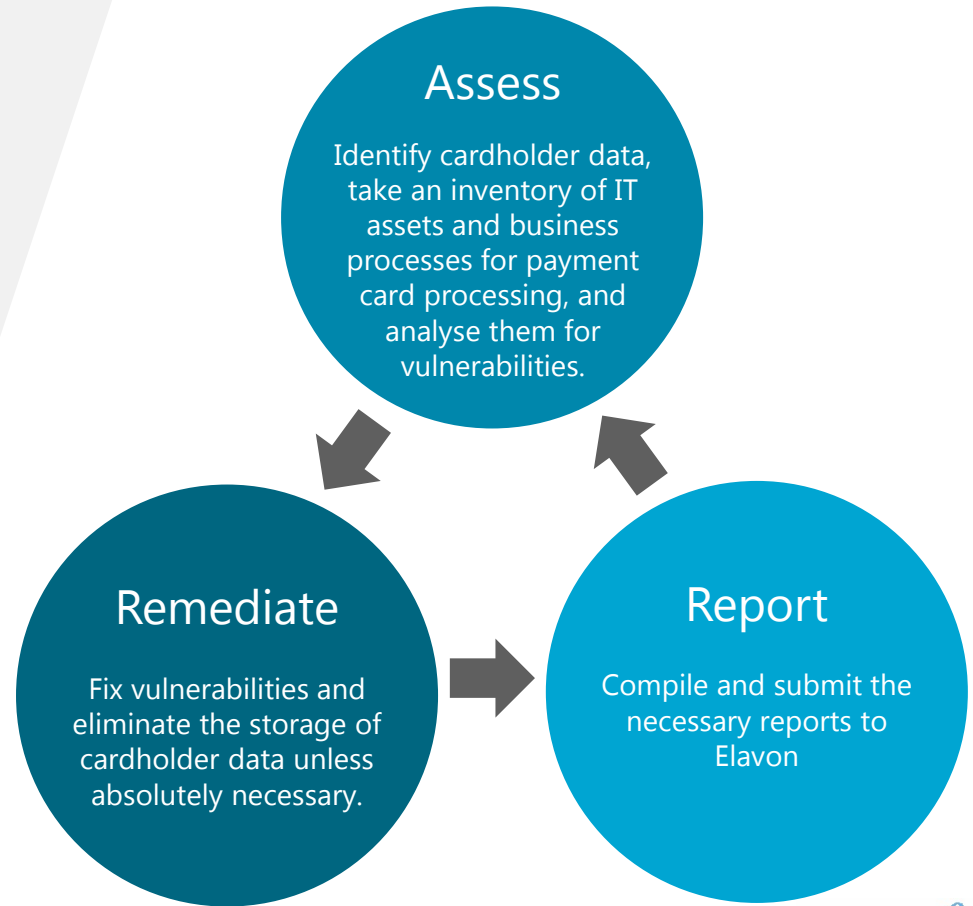 Assess
Identify cardholder data,
take an inventory of IT
assets and business
processes for payment
card processing, and
analyse them for
vulnerabilities.
Remediate
Fix vulnerabilities and
eliminate the storage of
cardholder data unless
absolutely necessary.
Report
Compile and submit the
necessary reports to
Elavon